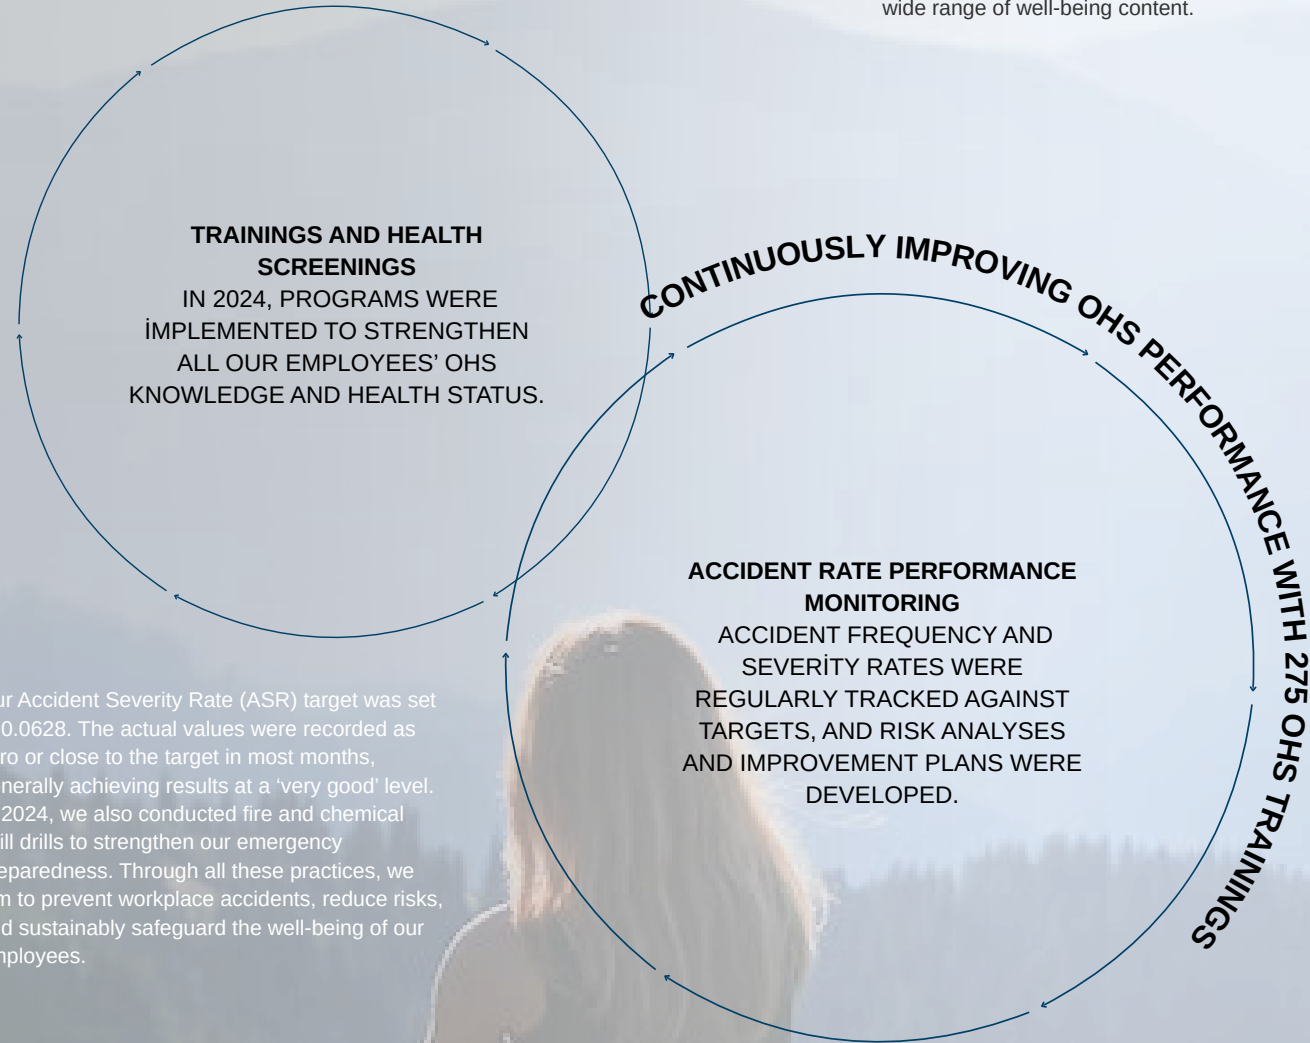 wide range of well-being content.
TRAININGS AND HEALTH
SCREENINGS
IN 2024, PROGRAMS WERE
İMPLEMENTED TO STRENGTHEN
ALL OUR EMPLOYEES’ OHS
KNOWLEDGE AND HEALTH STATUS.
CONTINUOUSLY IMPROVING OHS PERFORMANCE WITH 275 OHS TRAININGS
ACCIDENT RATE PERFORMANCE
MONITORING
ACCIDENT FREQUENCY AND
SEVERİTY RATES WERE
REGULARLY TRACKED AGAINST
TARGETS, AND RISK ANALYSES
AND IMPROVEMENT PLANS WERE
DEVELOPED.
Accident Severity Rate (ASR) target was set
0.0628. The actual values were recorded as
or close to the target in most months,
achieving results at a ‘very good’ level.
2024, we also conducted fire and chemical
drills to strengthen our emergency
Through all these practices, we
to prevent workplace accidents, reduce risks,
sustainably safeguard the well-being of our